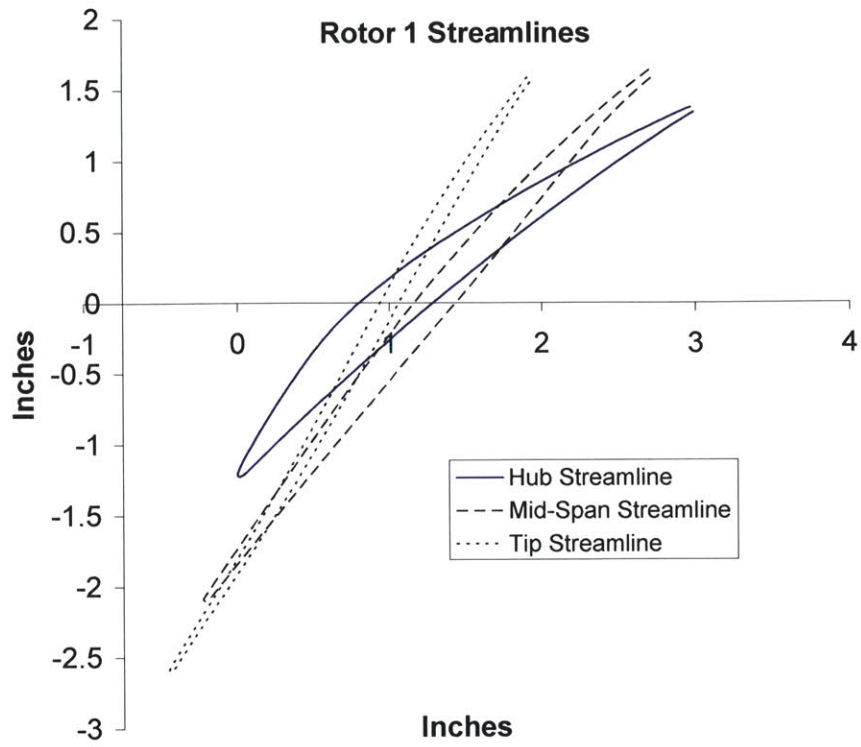 Rotor 1 Streamlines
2
1.5
1
0.5
0
-0.5
-1
-1.5
-2
-2.5
-3
-1 0 1 2 3 4
Inches
Inches
Hub Streamline
Mid-Span Streamline
Tip Streamline